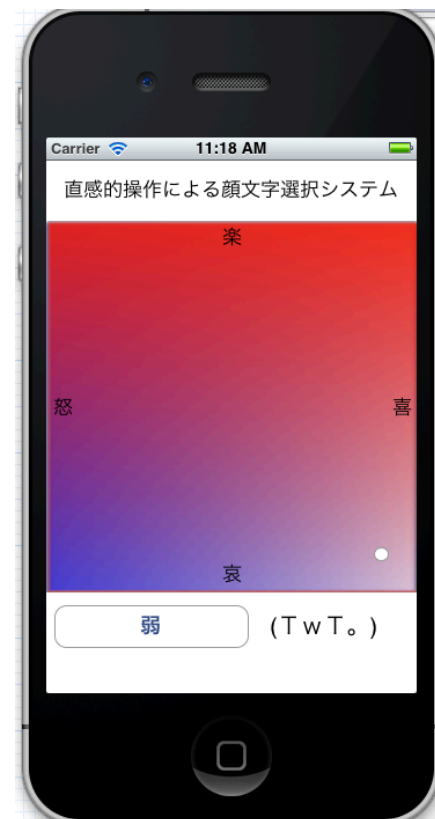 Carrier 11:18 AM
直感的操作による顔文字選択システム
楽
怒 喜
哀
弱 (ＴｗＴ。)